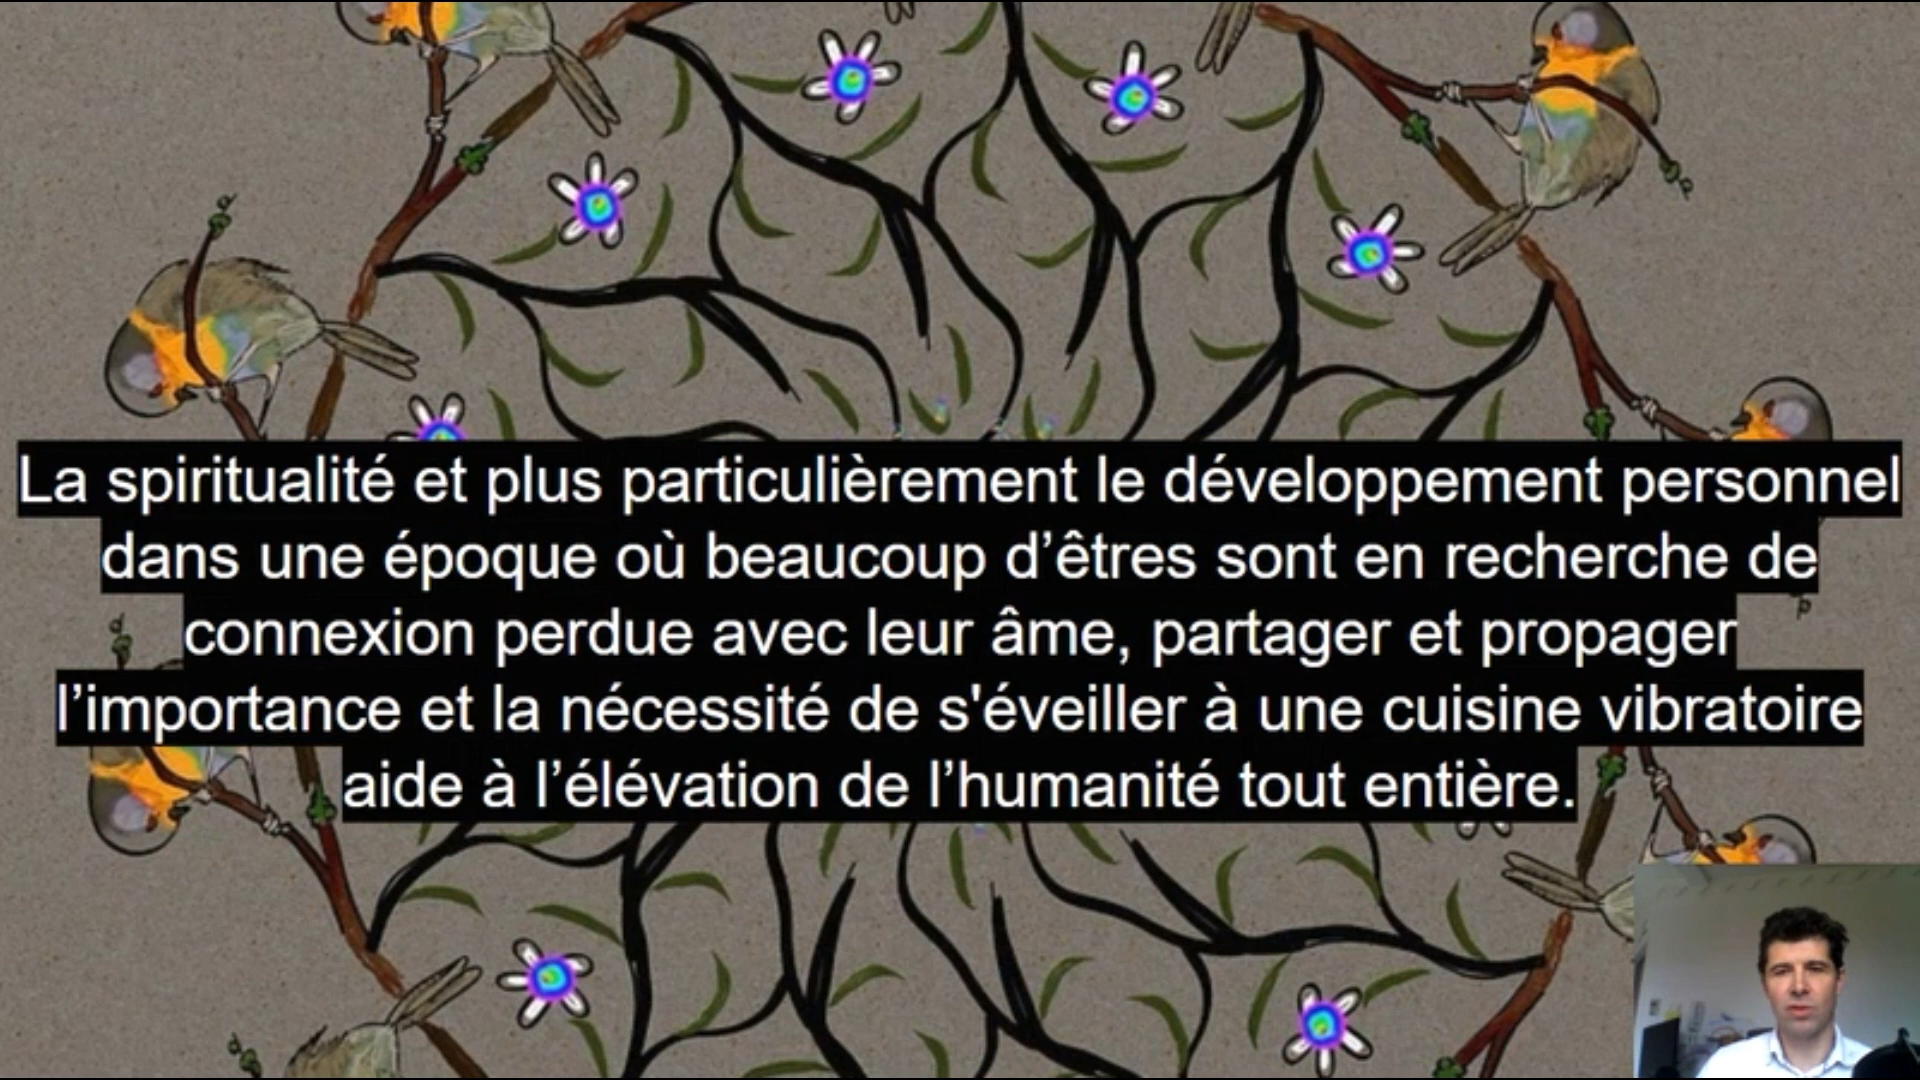 La spiritualité et plus particulièrement le développement personnel
dans une époque où beaucoup d’êtres sont en recherche de
connexion perdue avec leur âme, partager et propager
l’importance et la nécessité de s'éveiller à une cuisine vibratoire
aide à l’élévation de l’humanité tout entière.